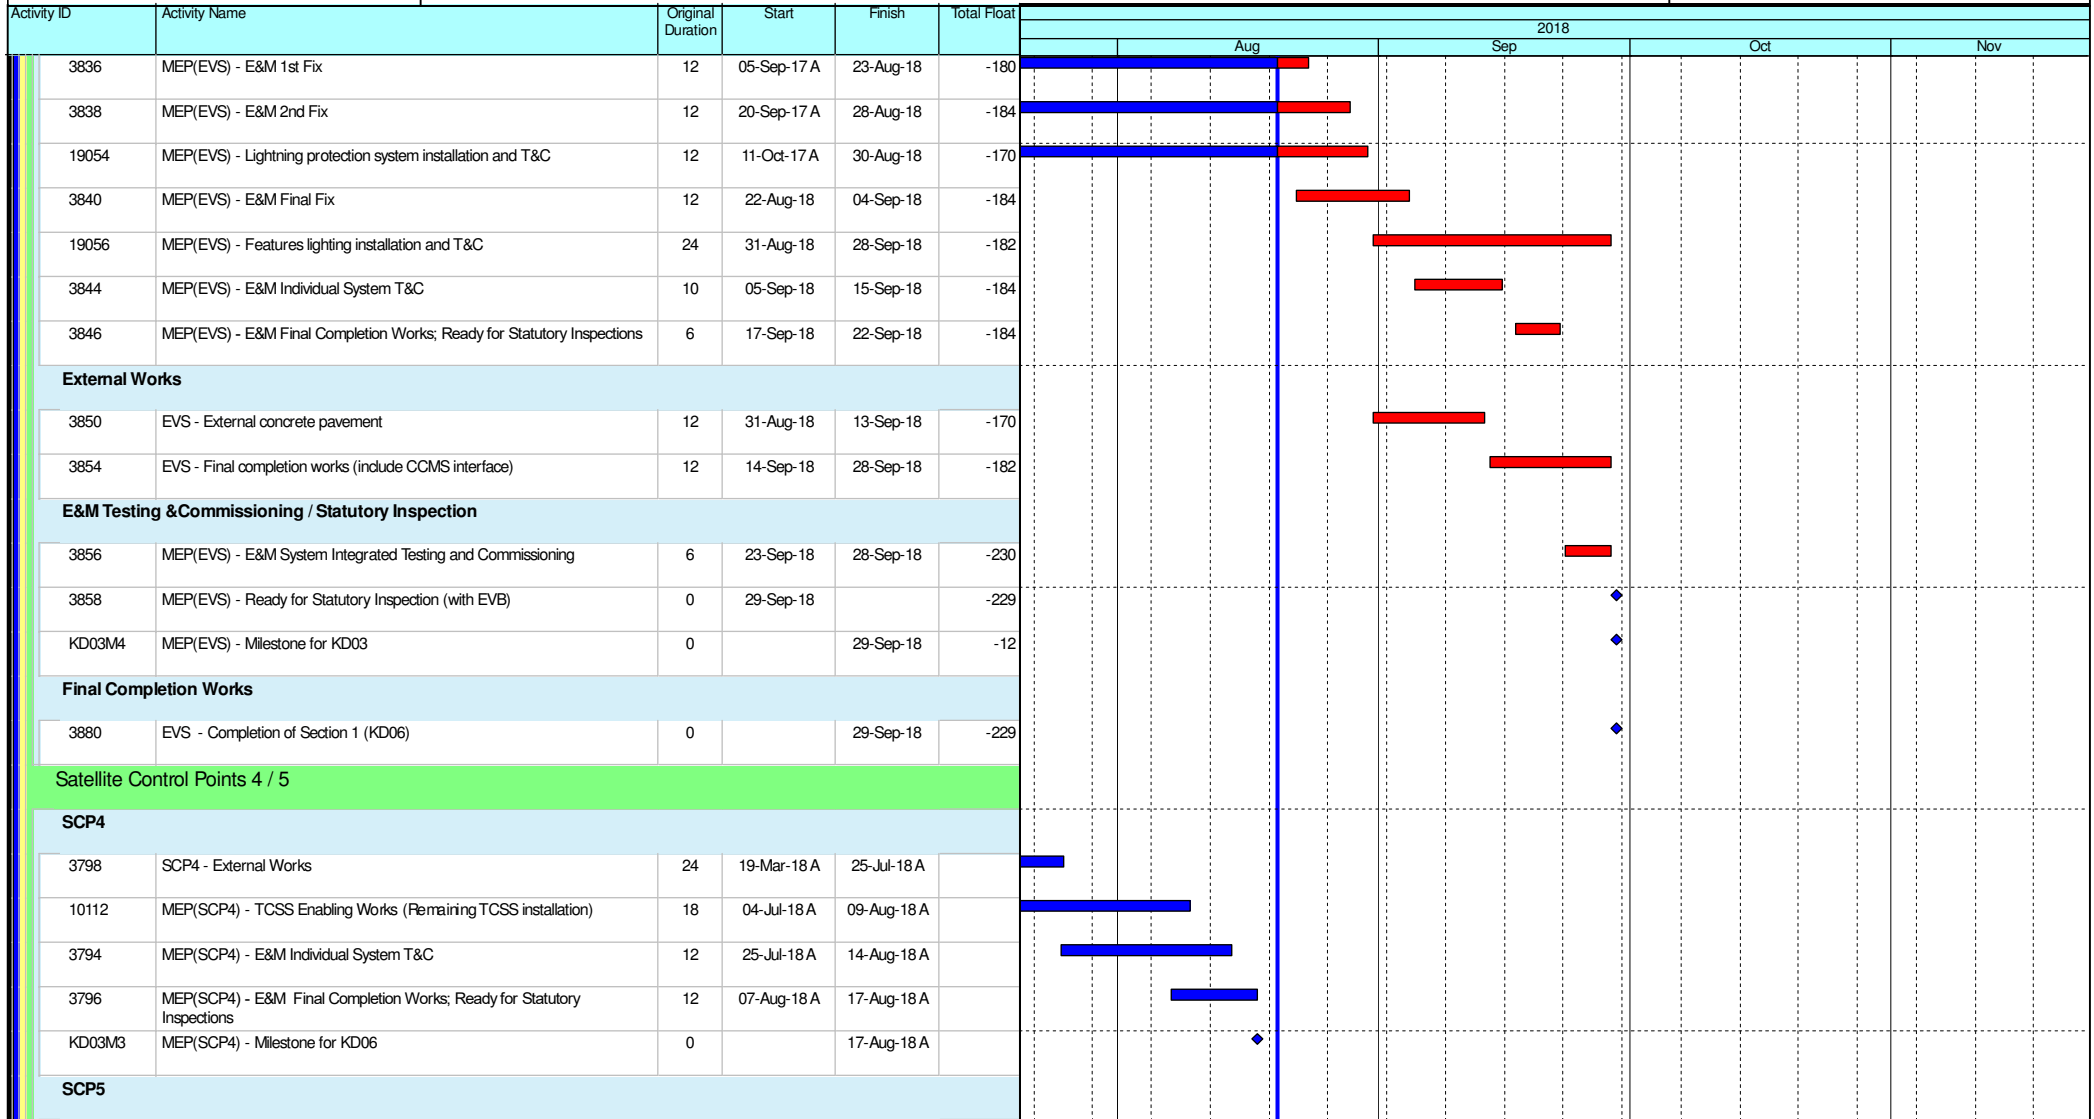 Activity ID Activity Name Original Duration Start Finish Total Float
2018
Aug Sep Oct Nov
3836 MEP(EVS) - E&M 1st Fix 12 05-Sep-17 A 23-Aug-18 -180
3838 MEP(EVS) - E&M 2nd Fix 12 20-Sep-17 A 28-Aug-18 -184
19054 MEP(EVS) - Lightning protection system installation and T&C 12 11-Oct-17 A 30-Aug-18 -170
3840 MEP(EVS) - E&M Final Fix 12 22-Aug-18 04-Sep-18 -184
19056 MEP(EVS) - Features lighting installation and T&C 24 31-Aug-18 28-Sep-18 -182
3844 MEP(EVS) - E&M Individual System T&C 10 05-Sep-18 15-Sep-18 -184
3846 MEP(EVS) - E&M Final Completion Works; Ready for Statutory Inspections 6 17-Sep-18 22-Sep-18 -184
External Works
3850 EVS - External concrete pavement 12 31-Aug-18 13-Sep-18 -170
3854 EVS - Final completion works (include CCMS interface) 12 14-Sep-18 28-Sep-18 -182
E&M Testing &Commissioning / Statutory Inspection
3856 MEP(EVS) - E&M System Integrated Testing and Commissioning 6 23-Sep-18 28-Sep-18 -230
3858 MEP(EVS) - Ready for Statutory Inspection (with EVB) 0 29-Sep-18 -229
KD03M4 MEP(EVS) - Milestone for KD03 0 29-Sep-18 -12
Final Completion Works
3880 EVS - Completion of Section 1 (KD06) 0 29-Sep-18 -229
Satellite Control Points 4 / 5
SCP4
3798 SCP4 - External Works 24 19-Mar-18 A 25-Jul-18 A
10112 MEP(SCP4) - TCSS Enabling Works (Remaining TCSS installation) 18 04-Jul-18 A 09-Aug-18 A
3794 MEP(SCP4) - E&M Individual System T&C 12 25-Jul-18 A 14-Aug-18 A
3796 MEP(SCP4) - E&M Final Completion Works; Ready for Statutory 12 07-Aug-18 A 17-Aug-18 A
Inspections
KD03M3 MEP(SCP4) - Milestone for KD06 0 17-Aug-18 A
SCP5